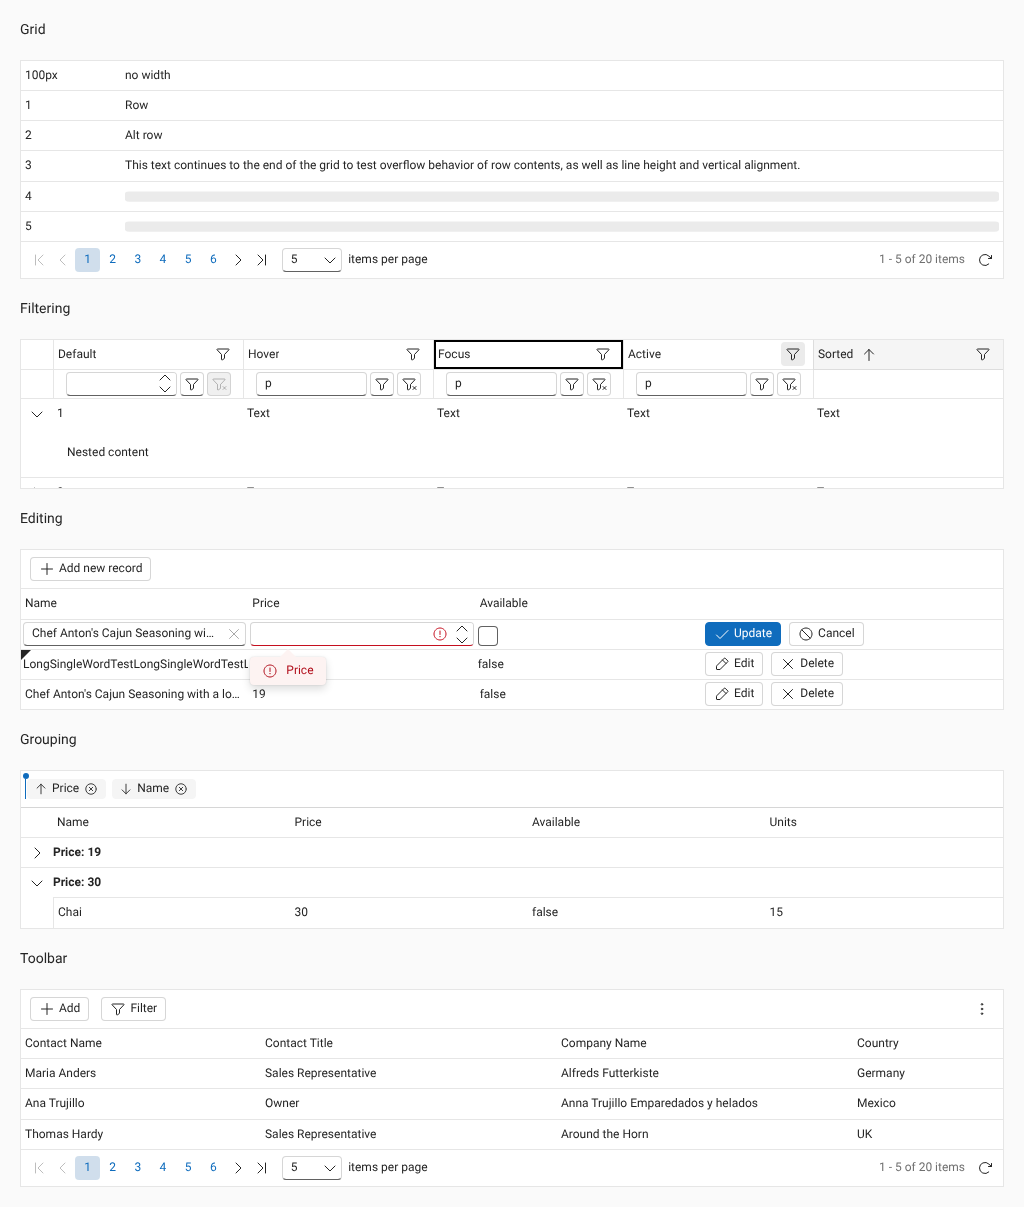 Grid
100px no width
1 Row
2 Alt row
3 This text continues to the end of the grid to test overflow behavior of row contents, as well as line height and vertical alignment.
4
5
1 2 3 4 5 6 5 items per page 1 - 5 of 20 items
Filtering
Default Hover Focus Active Sorted
p p p
1 Text Text Text Text
Nested content
Editing
Add new record
Name Price Available
Chef Anton's Cajun Seasoning wi... Update Cancel
LongSingleWordTestLongSingleWordTestL false Edit Delete
Price
Chef Anton's Cajun Seasoning with a lo... 19 false Edit Delete
Grouping
Price Name
Name Price Available Units
Price: 19
Price: 30
Chai 30 false 15
Toolbar
Add Filter
Contact Name Contact Title Company Name Country
Maria Anders Sales Representative Alfreds Futterkiste Germany
Ana Trujillo Owner Anna Trujillo Emparedados y helados Mexico
Thomas Hardy Sales Representative Around the Horn UK
1 2 3 4 5 6 5 items per page 1 - 5 of 20 items